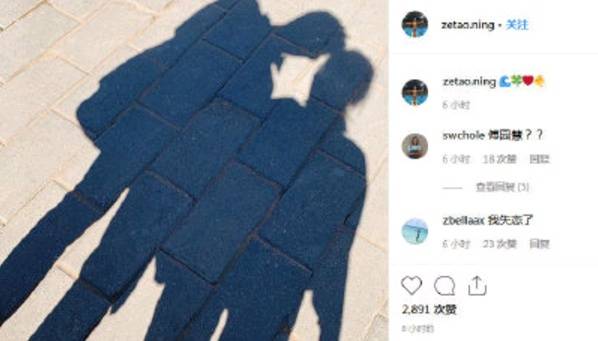 zetao.ning • 关注
zetao.ning 🌊🍀❤️🔥
6 小时
swchole 傅园慧？？
6 小时 18 次赞 回复
查看回复 (3)
zbellaax 我失态了
6 小时 23 次赞 回复
2,891 次赞
6 小时前